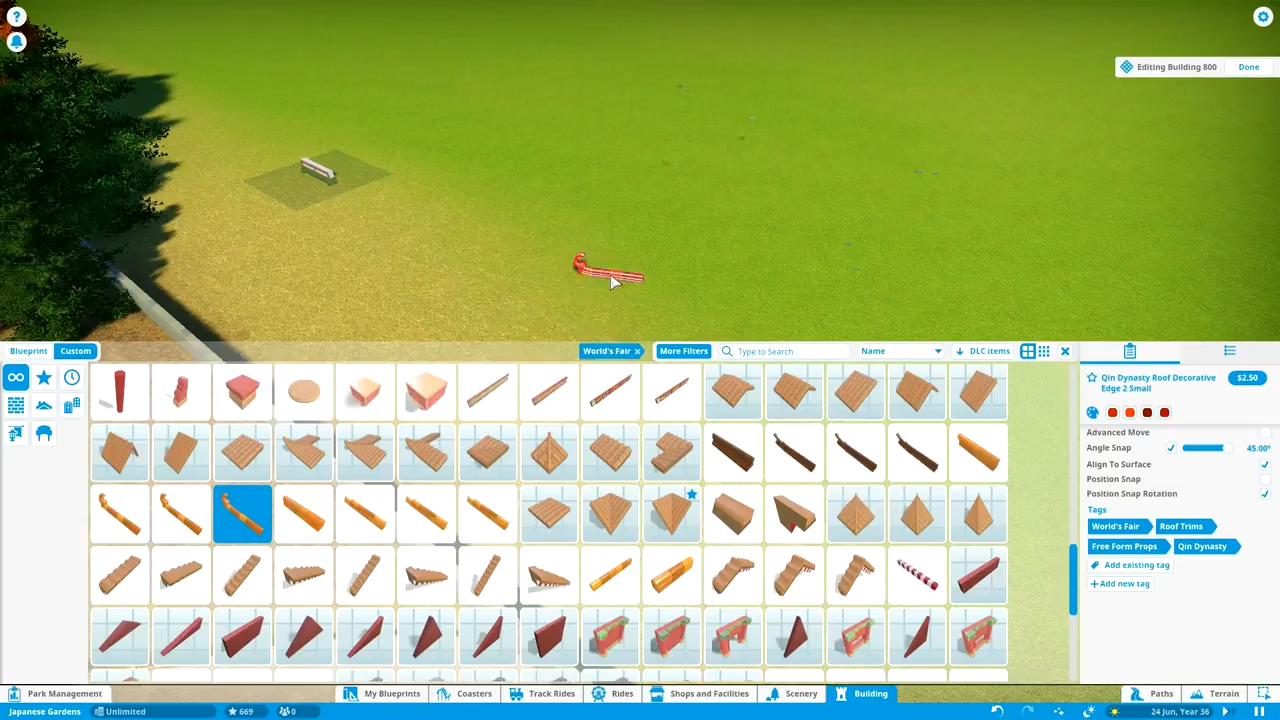 ?
Editing Building 800
Done
Blueprint
Custom
World's Fair ×
More Filters
Type to Search
Name
DLC items
Qin Dynasty Roof Decorative
Edge 2 Small
$2.50
Advanced Move
Angle Snap
45.00°
Align To Surface
Position Snap
Position Snap Rotation
Tags
World's Fair
Roof Trims
Free Form Props
Qin Dynasty
Add existing tag
+Add new tag
Park Management
My Blueprints
Coasters
Track Rides
Rides
Shops and Facilities
Scenery
Building
Paths
Terrain
Japanese Gardens
Unlimited
669
0
24 Jun, Year 36